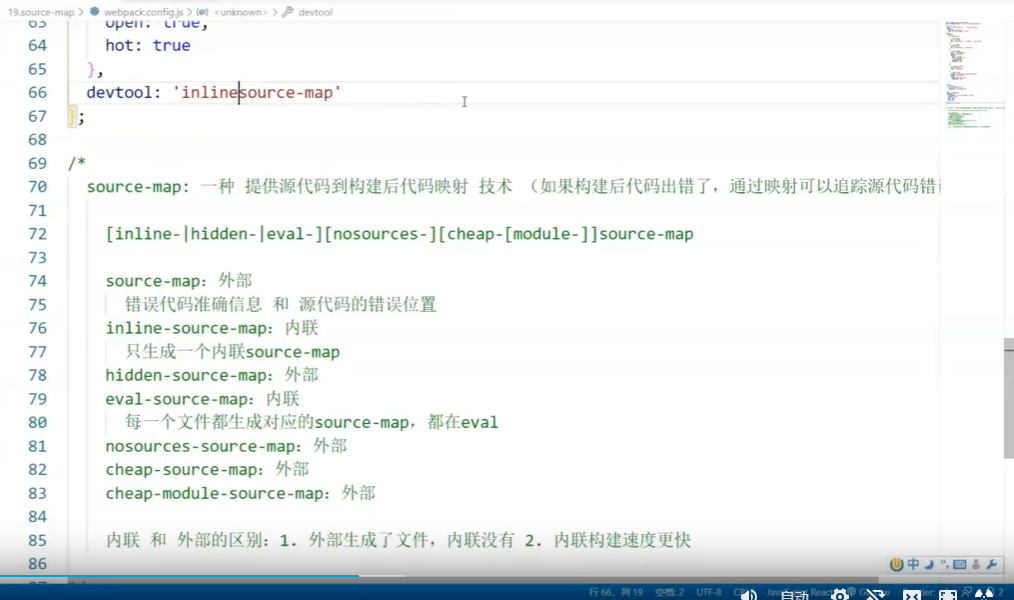 19.source-map > webpack.config.js > <unknown> > devtool
63 open: true,
64 hot: true
65 },
66 devtool: 'inlinesource-map'
67 };
68
69 /*
70 source-map: 一种 提供源代码到构建后代码映射 技术 （如果构建后代码出错了，通过映射可以追踪源代码错
71
72 [inline-|hidden-|eval-][nosources-][cheap-[module-]]source-map
73
74 source-map：外部
75 错误代码准确信息 和 源代码的错误位置
76 inline-source-map：内联
77 只生成一个内联source-map
78 hidden-source-map：外部
79 eval-source-map：内联
80 每一个文件都生成对应的source-map，都在eval
81 nosources-source-map：外部
82 cheap-source-map：外部
83 cheap-module-source-map：外部
84
85 内联 和 外部的区别：1. 外部生成了文件，内联没有 2. 内联构建速度更快
86
中
行 66，列 19 空格: 2 UTF-8 自动